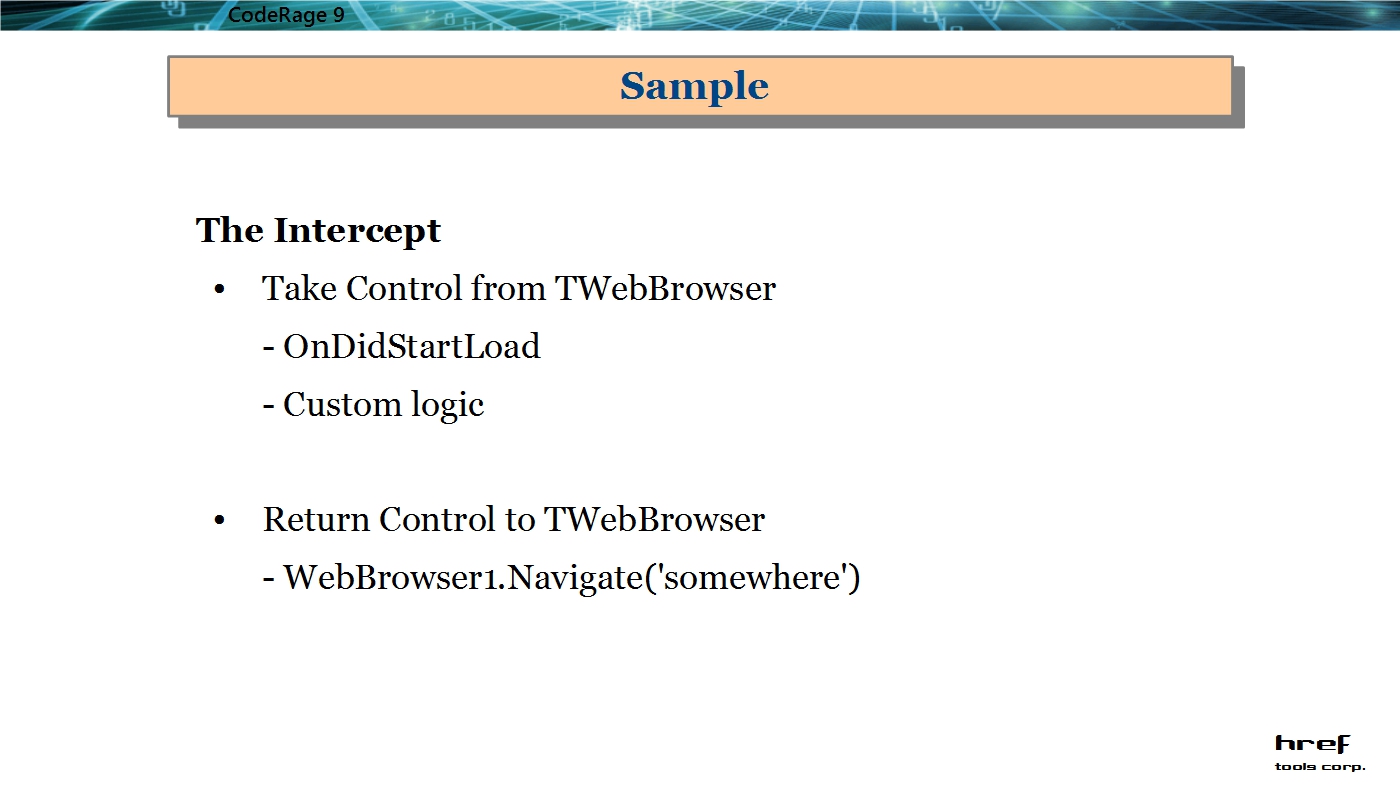 CodeRage 9
Sample
The Intercept
• Take Control from TWebBrowser
- OnDidStartLoad
- Custom logic
• Return Control to TWebBrowser
- WebBrowser1.Navigate('somewhere')
href
tools corp.